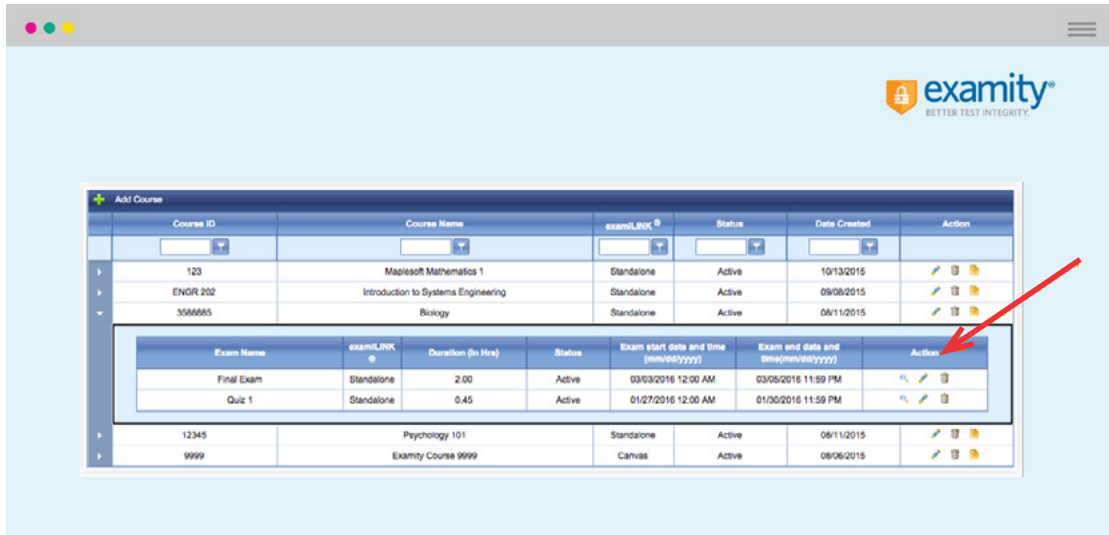 examity®
BETTER TEST INTEGRITY.
Add Course
Course ID Course Name examiLINK ® Status Date Created Action
123 Maplesoft Mathematics 1 Standalone Active 10/13/2015
ENGR 202 Introduction to Systems Engineering Standalone Active 09/08/2015
3588885 Biology Standalone Active 08/11/2015
Exam Name examiLINK ® Duration (In Hrs) Status Exam start date and time (mm/dd/yyyy) Exam end date and time(mm/dd/yyyy) Action
Final Exam Standalone 2.00 Active 03/03/2016 12:00 AM 03/05/2016 11:59 PM
Quiz 1 Standalone 0.45 Active 01/27/2016 12:00 AM 01/30/2016 11:59 PM
12345 Psychology 101 Standalone Active 08/11/2015
9999 Examity Course 9999 Canvas Active 08/06/2015